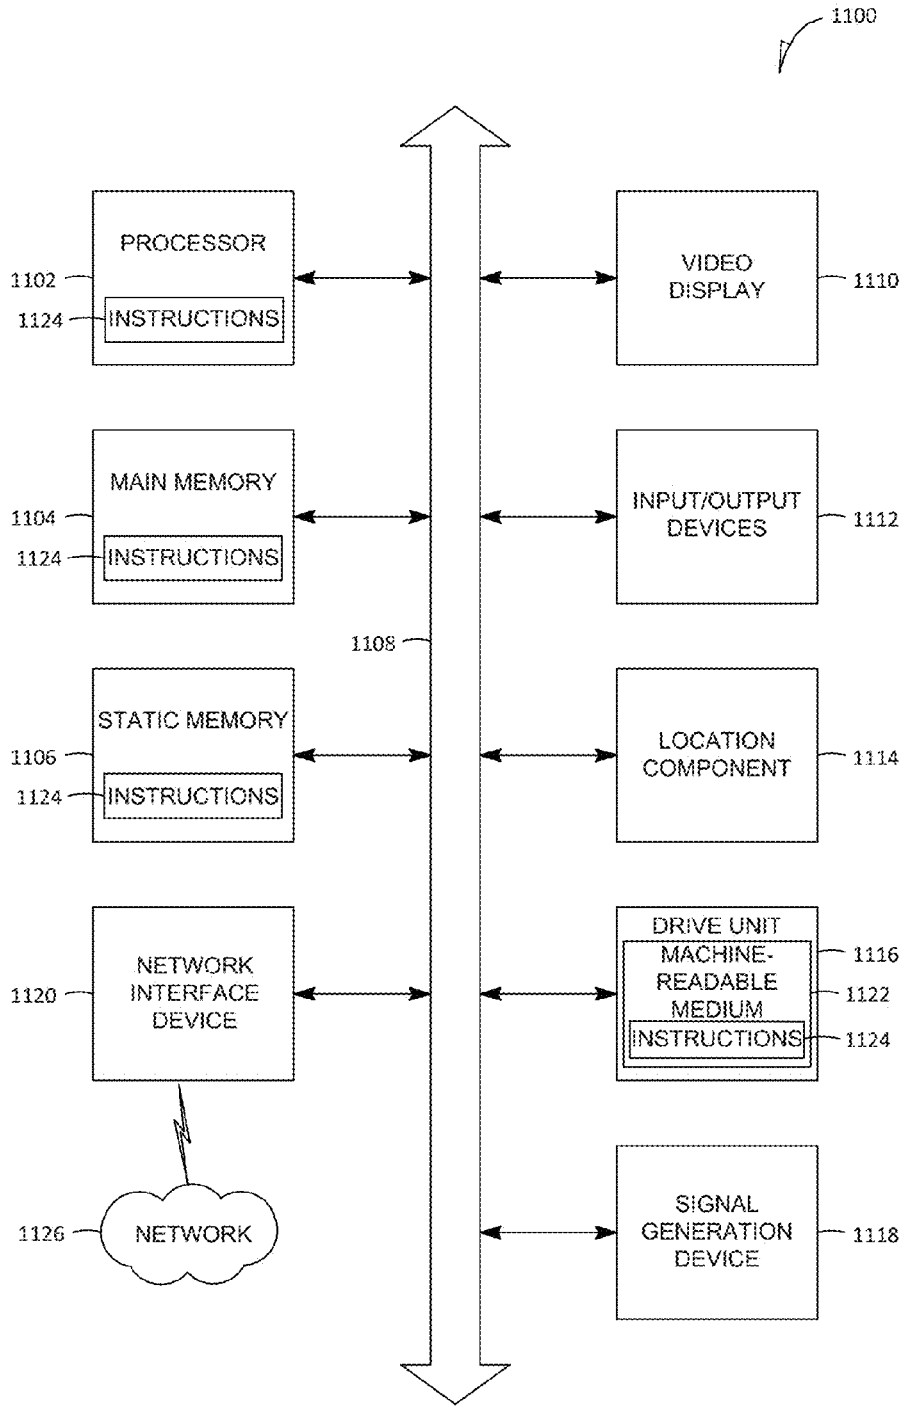 1100
PROCESSOR
1102
1124
INSTRUCTIONS
VIDEO
DISPLAY
1110
MAIN MEMORY
1104
1124
INSTRUCTIONS
INPUT/OUTPUT
DEVICES
1112
1108
STATIC MEMORY
1106
1124
INSTRUCTIONS
LOCATION
COMPONENT
1114
NETWORK
INTERFACE
DEVICE
1120
DRIVE UNIT
MACHINE-
READABLE
MEDIUM
INSTRUCTIONS
1116
1122
1124
NETWORK
1126
SIGNAL
GENERATION
DEVICE
1118